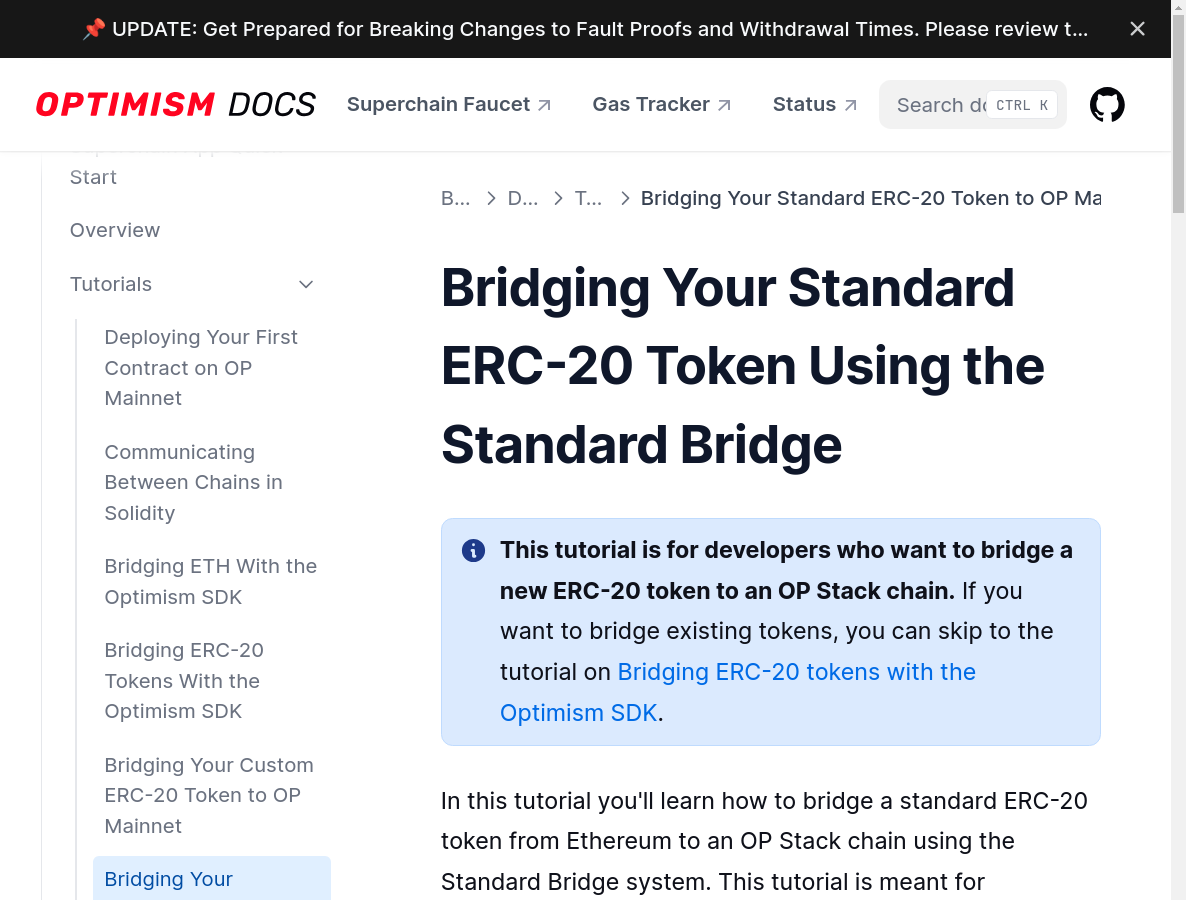 📌 UPDATE: Get Prepared for Breaking Changes to Fault Proofs and Withdrawal Times. Please review t...
OPTIMISM DOCS
Superchain Faucet
Gas Tracker
Status
Search do
CTRL K
Start
Overview
Tutorials
Deploying Your First
Contract on OP
Mainnet
Communicating
Between Chains in
Solidity
Bridging ETH With the
Optimism SDK
Bridging ERC-20
Tokens With the
Optimism SDK
Bridging Your Custom
ERC-20 Token to OP
Mainnet
Bridging Your
B... > D... > T... > Bridging Your Standard ERC-20 Token to OP Ma
Bridging Your Standard
ERC-20 Token Using the
Standard Bridge
This tutorial is for developers who want to bridge a
new ERC-20 token to an OP Stack chain. If you
want to bridge existing tokens, you can skip to the
tutorial on Bridging ERC-20 tokens with the
Optimism SDK.
In this tutorial you'll learn how to bridge a standard ERC-20
token from Ethereum to an OP Stack chain using the
Standard Bridge system. This tutorial is meant for